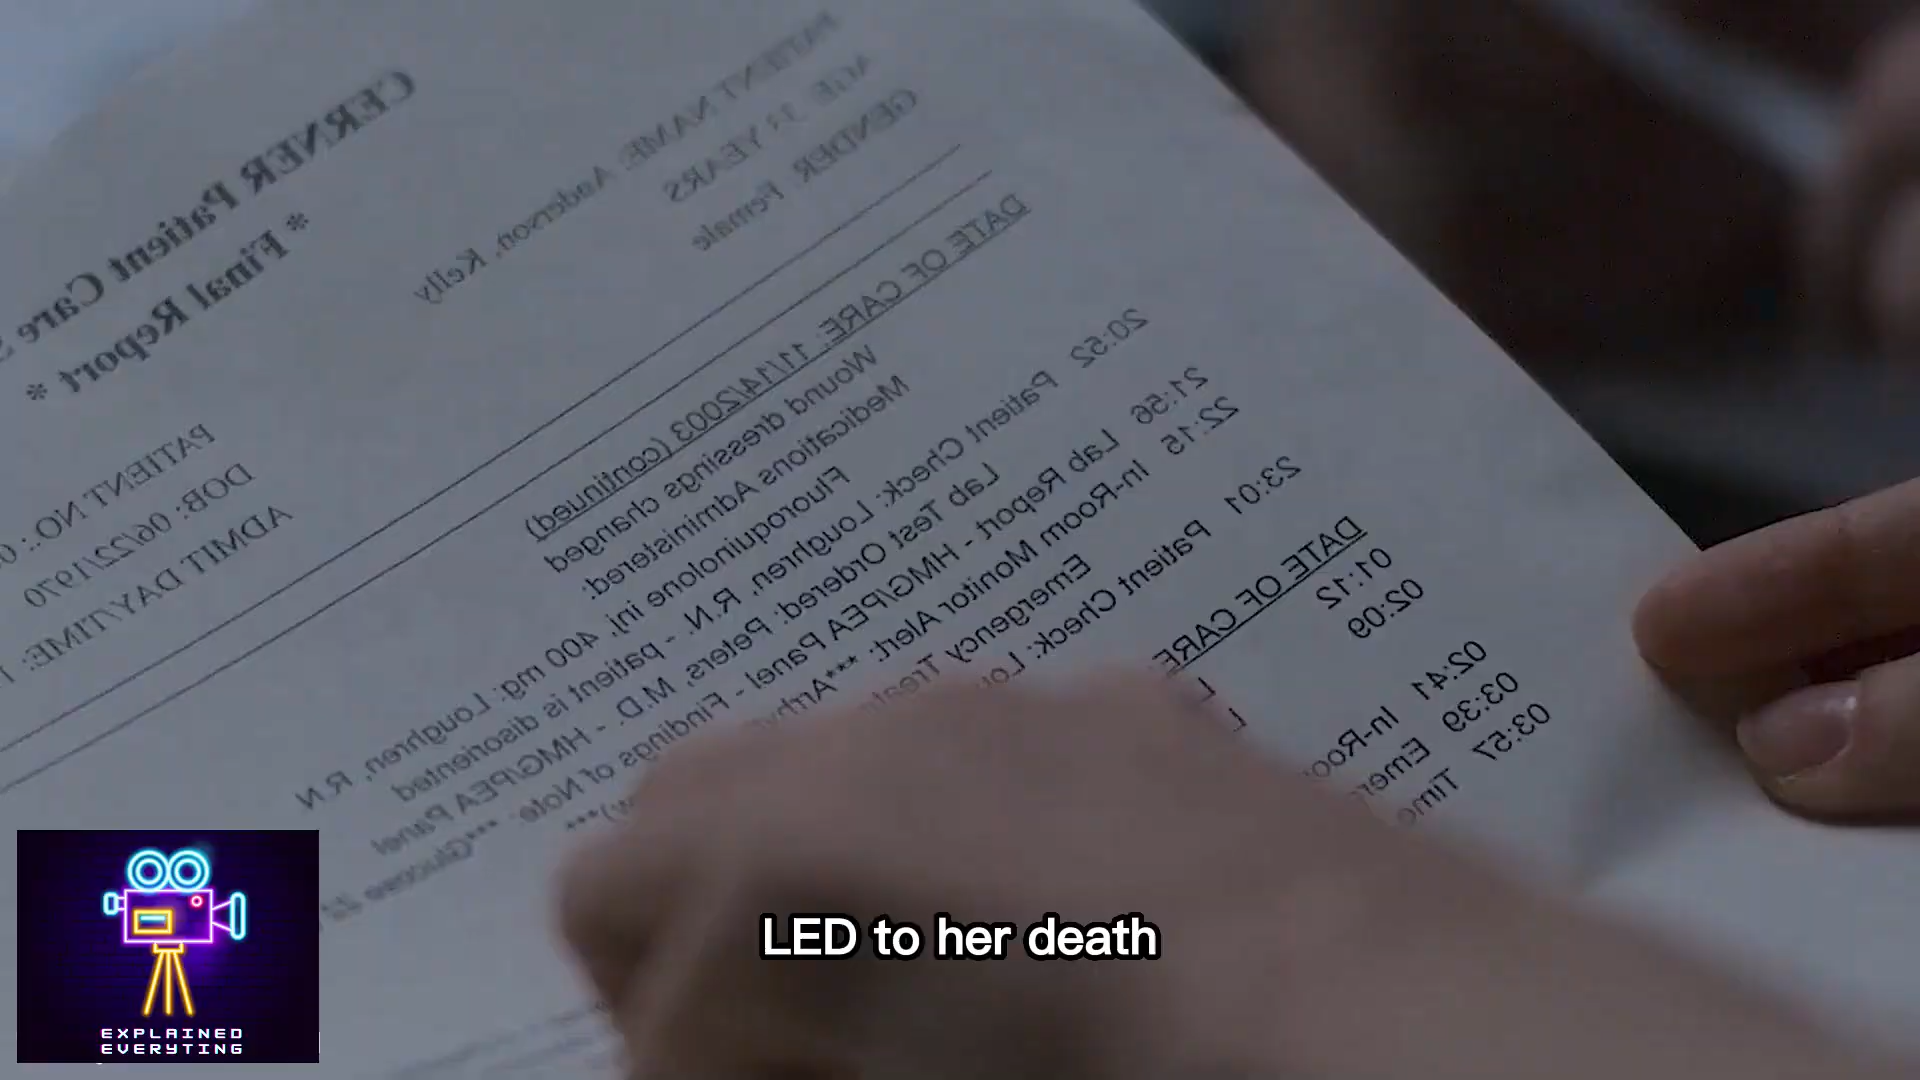 CERNER Patient Care
* Final Report *
PATIENT NAME: Anderson, Kelly
AGE: 33 YEARS
GENDER Female
PATIENT NO.:
DOB: 06/22/1970
ADMIT DAY/TIME:
DATE OF CARE: 11/14/2003 (continued)
Wound dressings changed
Medications Administered:
Fluoroquinolone inj, 400 mg: Loughren, R.N
20:52 Patient Check: Loughren, R.N. - patient is disoriented
Lab Test Ordered: Peters, M.D. - HMG/PEA Panel
21:56 Lab Report - HMG/PEA Panel - Findings of Note: ***Glucose
22:15 In-Room Monitor Alert:
Emergency
23:01 Patient Check:
DATE OF CARE:
01:12
02:09
02:41
03:39
03:57 Time
LED to her death
EXPLAINED
EVERYTING